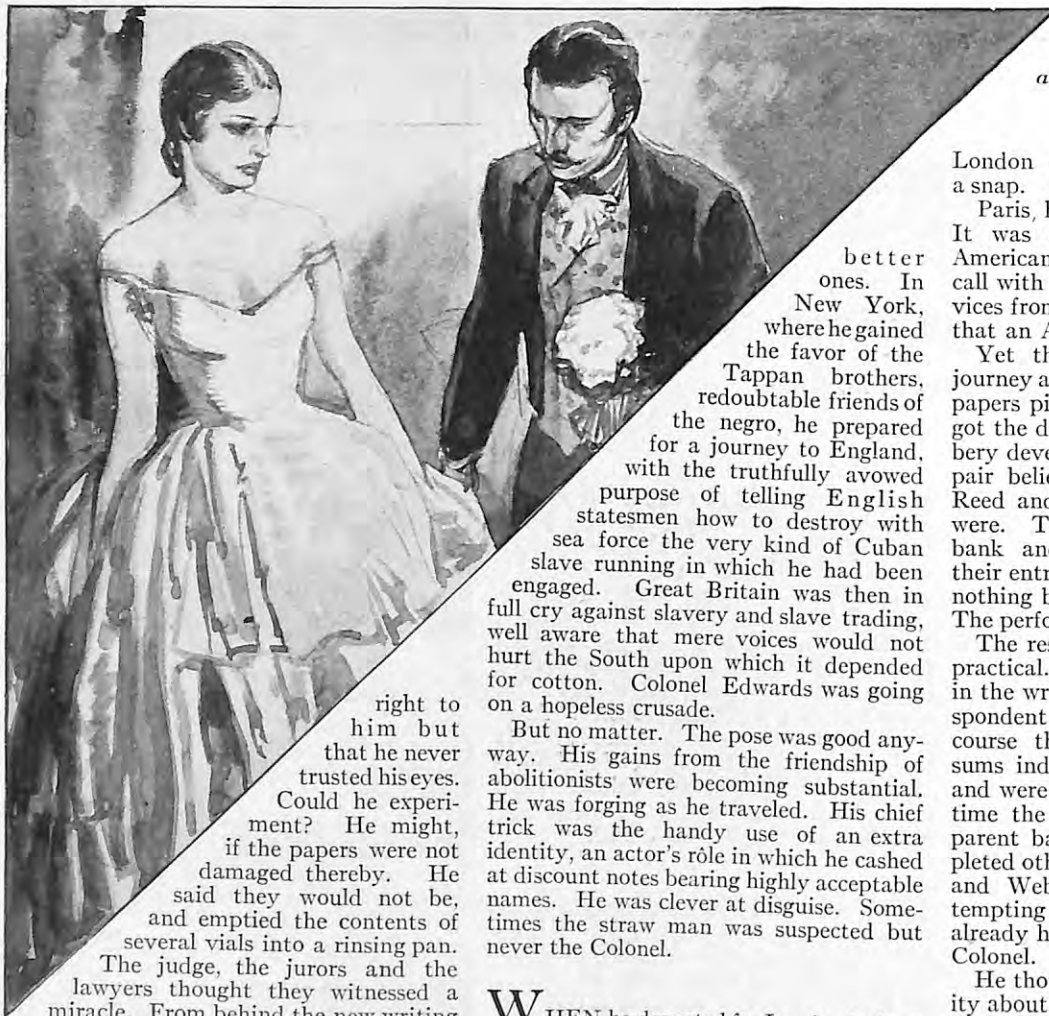 right to
him but
that he never
trusted his eyes.
Could he experi-
ment? He might,
if the papers were not
damaged thereby. He
said they would not be,
and emptied the contents of
several vials into a rinsing pan.
The judge, the jurors and the
lawyers thought they witnessed a
miracle. From behind the new writing
better
ones. In
New York,
where he gained
the favor of the
Tappan brothers,
redoubtable friends of
the negro, he prepared
for a journey to England,
with the truthfully avowed
purpose of telling English
statesmen how to destroy with
sea force the very kind of Cuban
slave running in which he had been
engaged. Great Britain was then in
full cry against slavery and slave trading,
well aware that mere voices would not
hurt the South upon which it depended
for cotton. Colonel Edwards was going
on a hopeless crusade.
But no matter. The pose was good any-
way. His gains from the friendship of
abolitionists were becoming substantial.
He was forging as he traveled. His chief
trick was the handy use of an extra
identity, an actor's rôle in which he cashed
at discount notes bearing highly acceptable
names. He was clever at disguise. Some-
times the straw man was suspected but
never the Colonel.
WHEN he departed for
a
London
a snap.
Paris,
It was
American
call with
vices from
that an A
Yet th
journey a
papers pi
got the d
bery deve
pair belie
Reed and
were. T
bank and
their entr
nothing b
The perfo
The res
practical.
in the wr
spondent
course th
sums ind
and were
time the
parent ba
pleted oth
and Web
tempting
already h
Colonel.
He tho
ity about